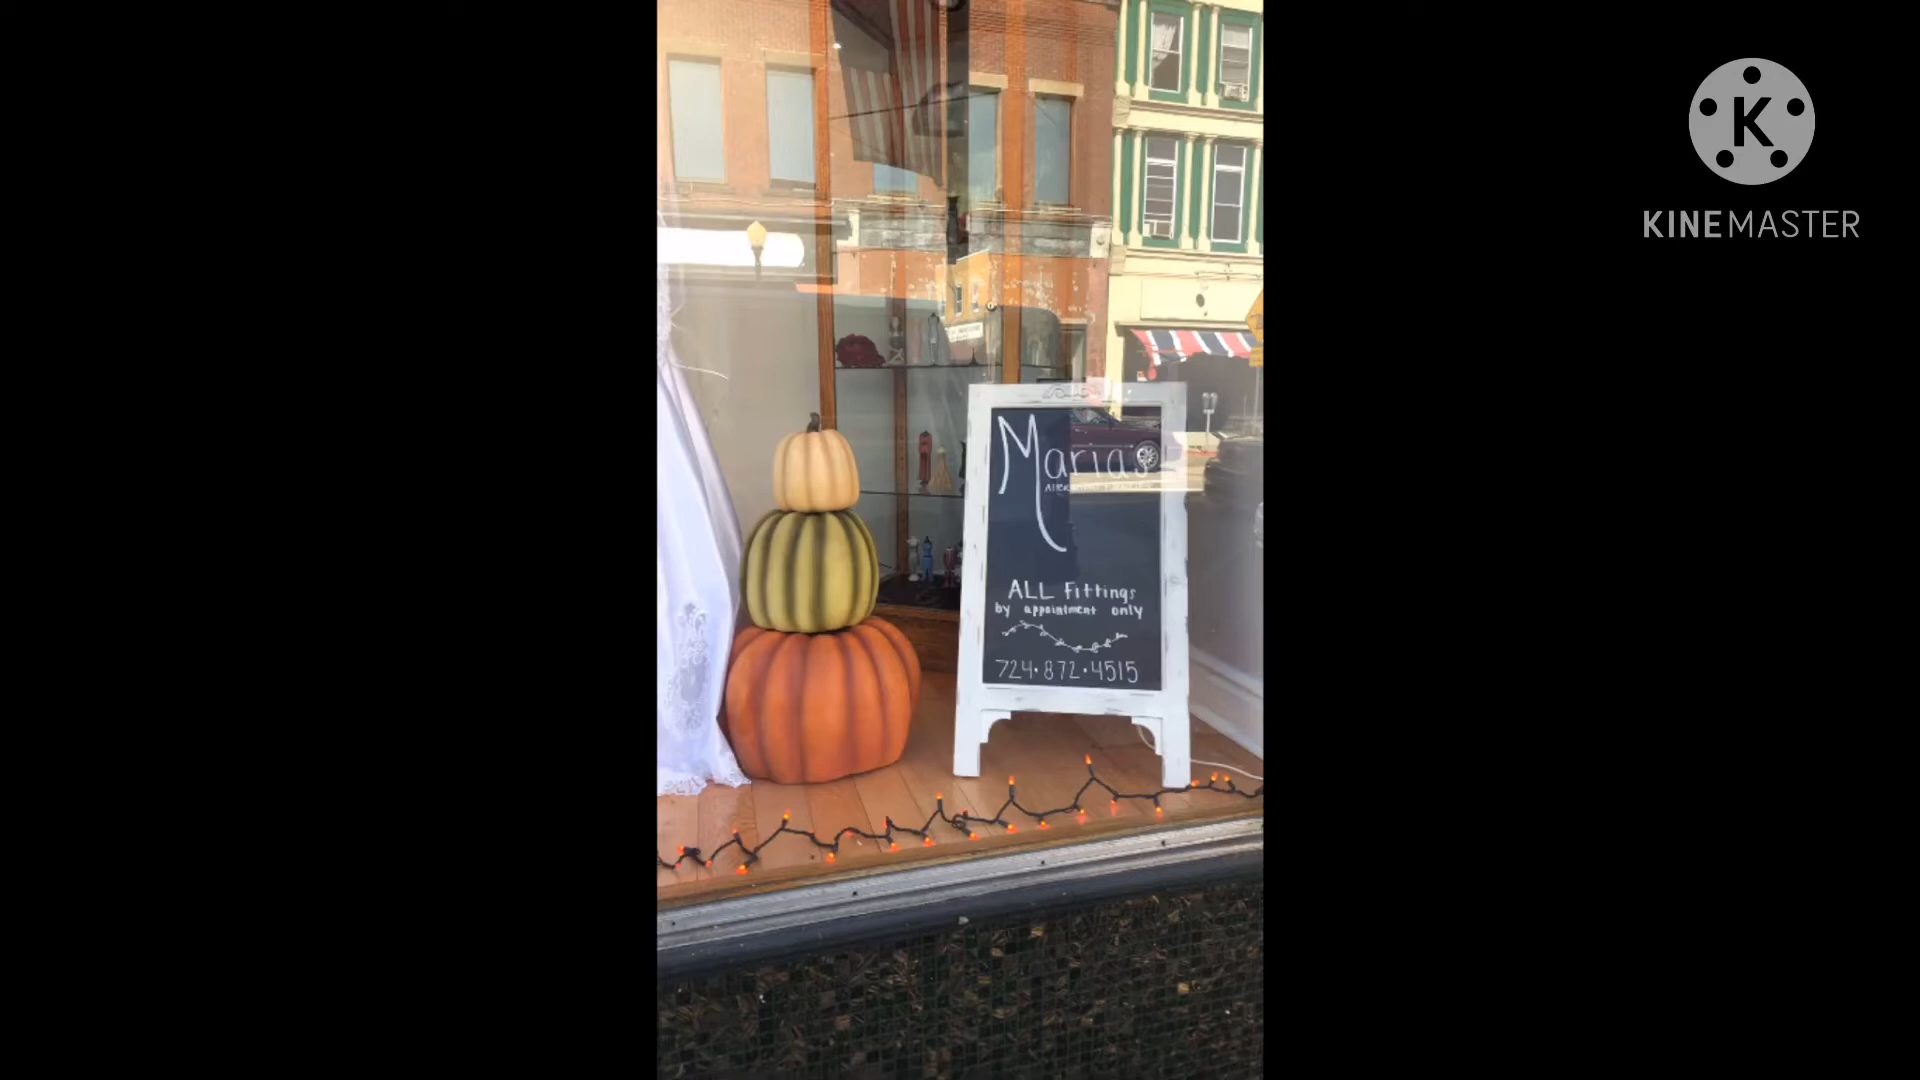 KINEMASTER
Marias
ALL Fittings
by appointment only
724·872·4515